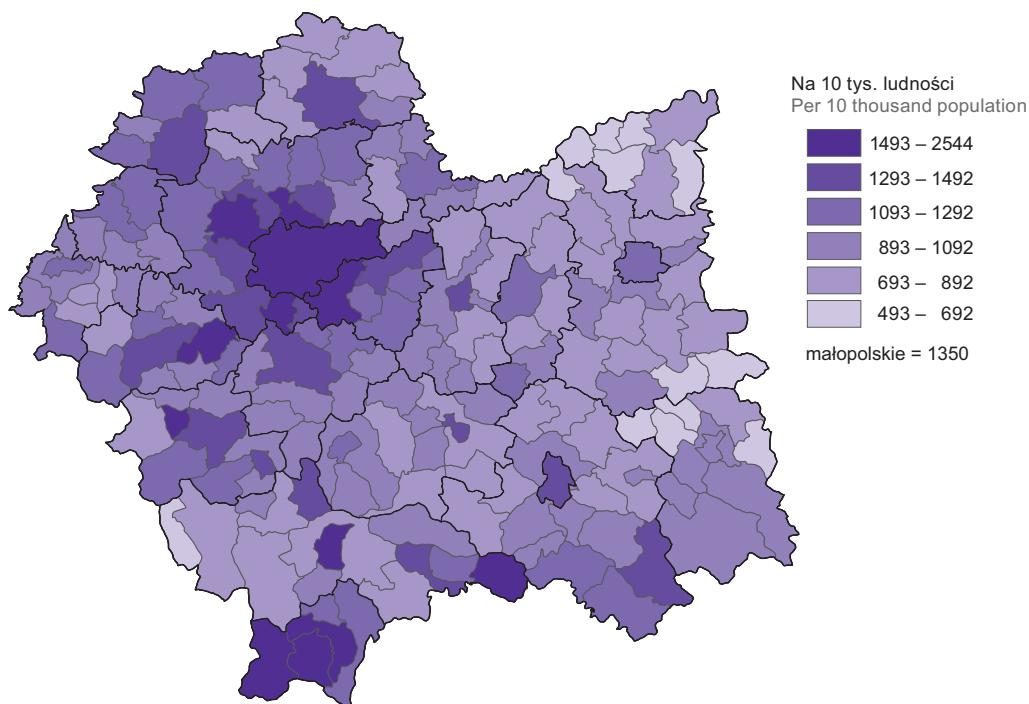 Na 10 tys. ludności
Per 10 thousand population
1493 – 2544
1293 – 1492
1093 – 1292
893 – 1092
693 – 892
493 – 692
małopolskie = 1350